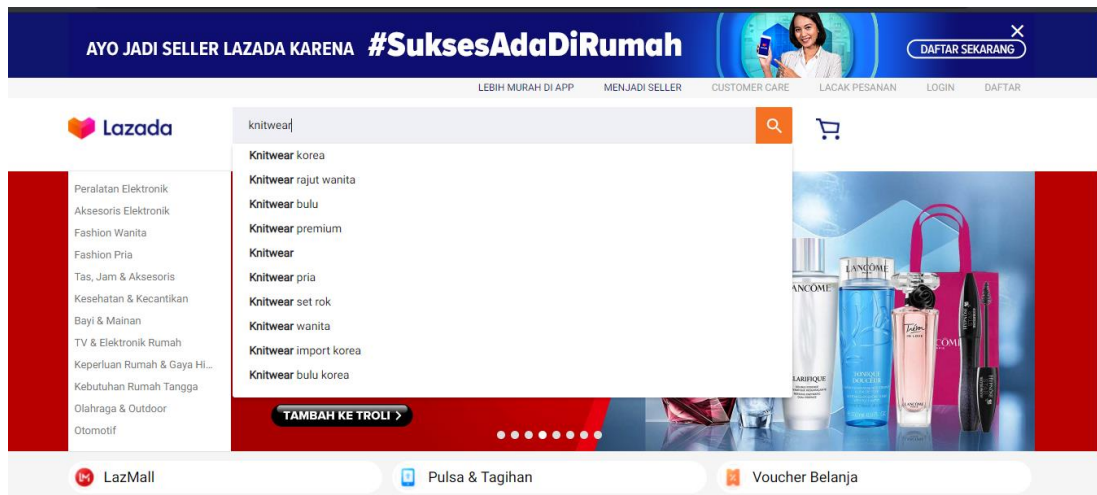 AYO JADI SELLER LAZADA KARENA #SuksesAdaDiRumah
DAFTAR SEKARANG
LEBIH MURAH DI APP MENJADI SELLER CUSTOMER CARE LACAK PESANAN LOGIN DAFTAR
Lazada
knitwear
Knitwear korea
Knitwear rajut wanita
Knitwear bulu
Knitwear premium
Knitwear
Knitwear pria
Knitwear set rok
Knitwear wanita
Knitwear import korea
Knitwear bulu korea
Peralatan Elektronik
Aksesoris Elektronik
Fashion Wanita
Fashion Pria
Tas, Jam & Aksesoris
Kesehatan & Kecantikan
Bayi & Mainan
TV & Elektronik Rumah
Keperluan Rumah & Gaya Hi...
Kebutuhan Rumah Tangga
Olahraga & Outdoor
Otomotif
LANCÔME
TONIQUE
DOUCEUR
TAMBAH KE TROLI >
LM LazMall
Pulsa & Tagihan
Voucher Belanja